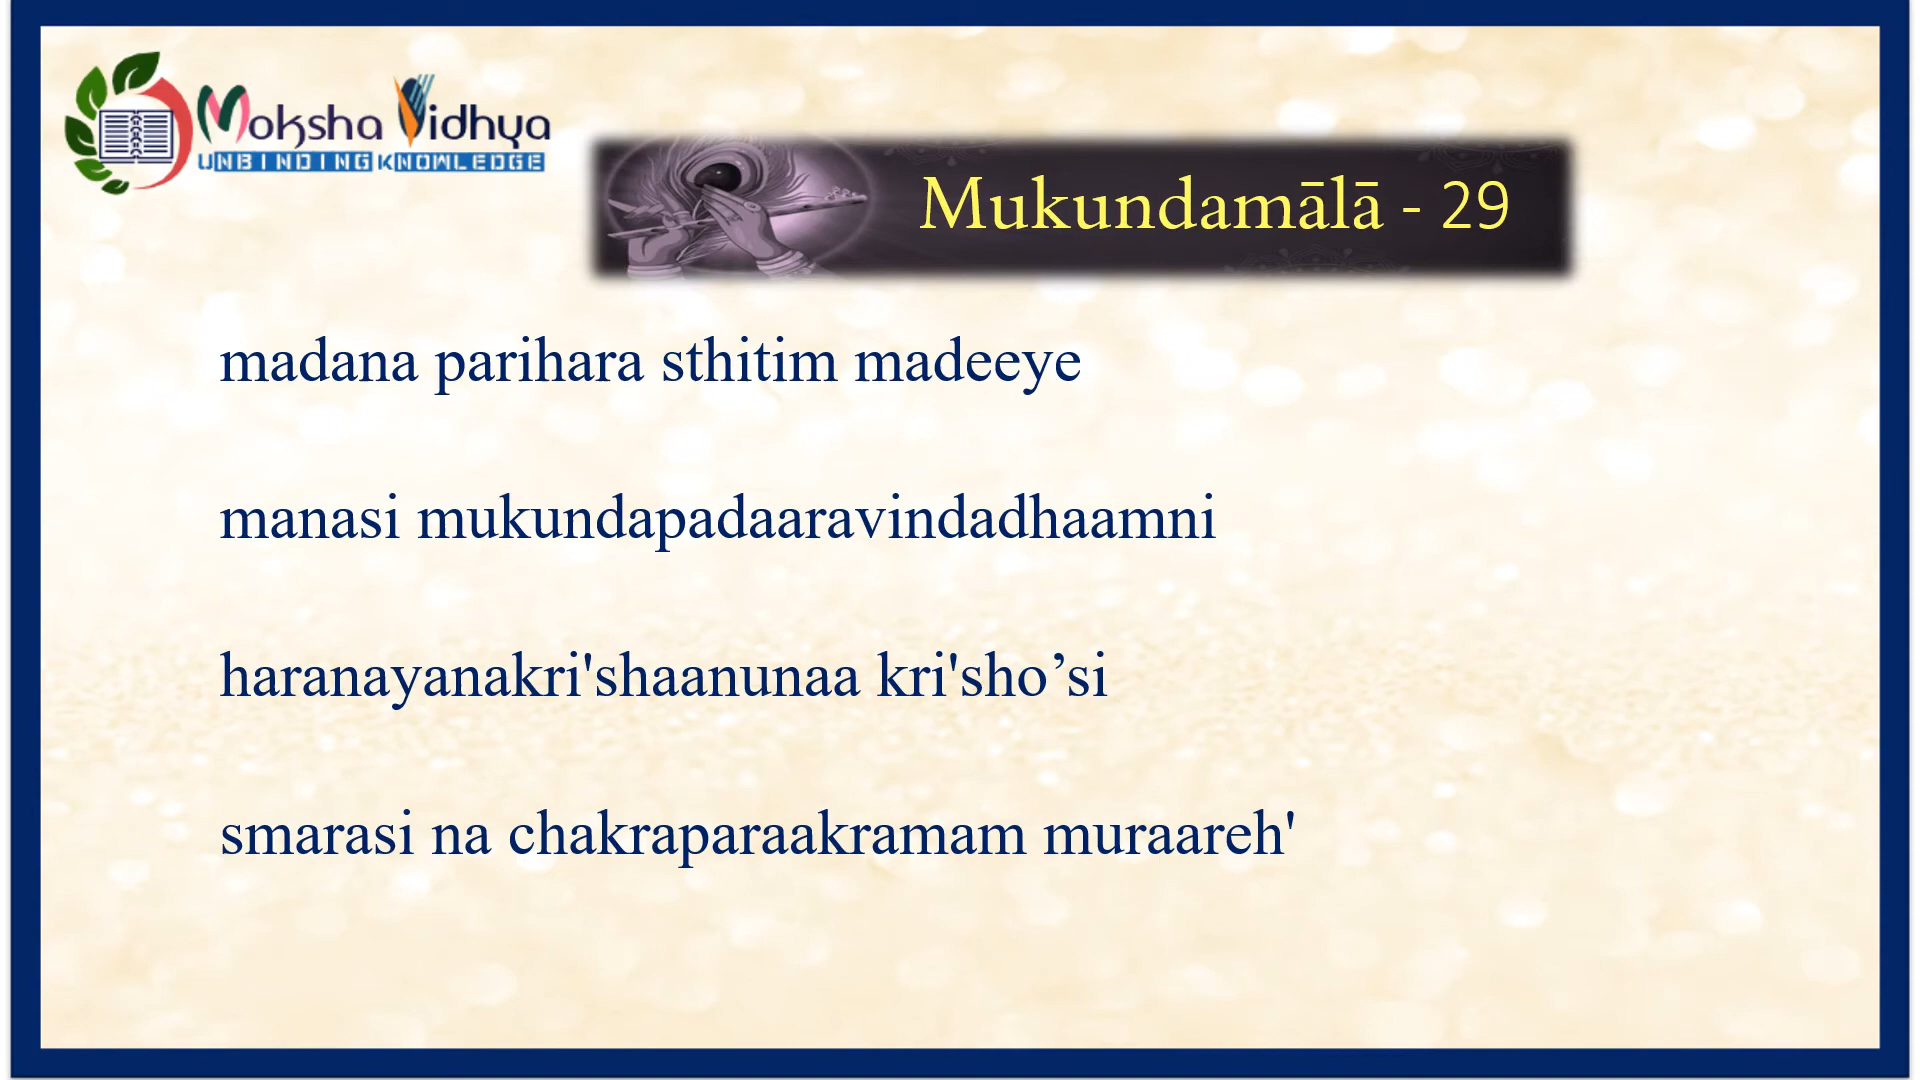 Moksha Vidhya
UNBINDING KNOWLEDGE
Mukundamālā - 29
madana parihara sthitim madeeye
manasi mukundapadaaravindadhaamni
haranayanakri'shaanunaa kri'sho’si
smarasi na chakraparaakramam muraareh'